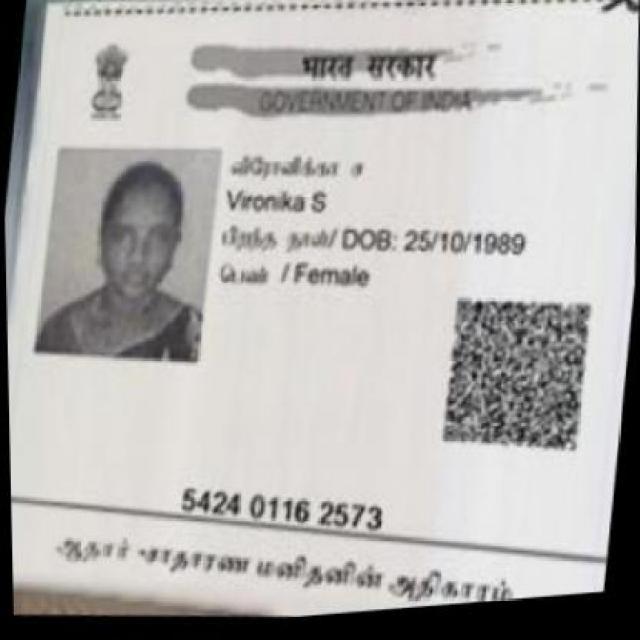 भारत सरकार
GOVERNMENT OF INDIA
விரோனிக்கா ச
Vironika S
பிறந்த நாள்/ DOB: 25/10/1989
பெண் / Female
5424 0116 2573
ஆதார் - சாதாரண மனிதனின் அதிகாரம்